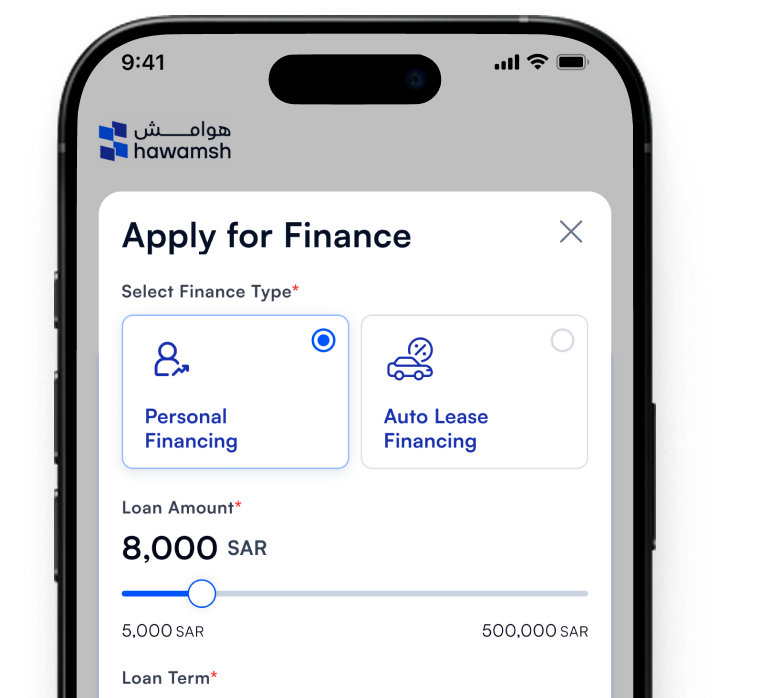 9:41
هوامــــش
hawamsh
Apply for Finance
Select Finance Type*
Personal
Financing
Auto Lease
Financing
Loan Amount*
8,000 SAR
5,000 SAR
500,000 SAR
Loan Term*